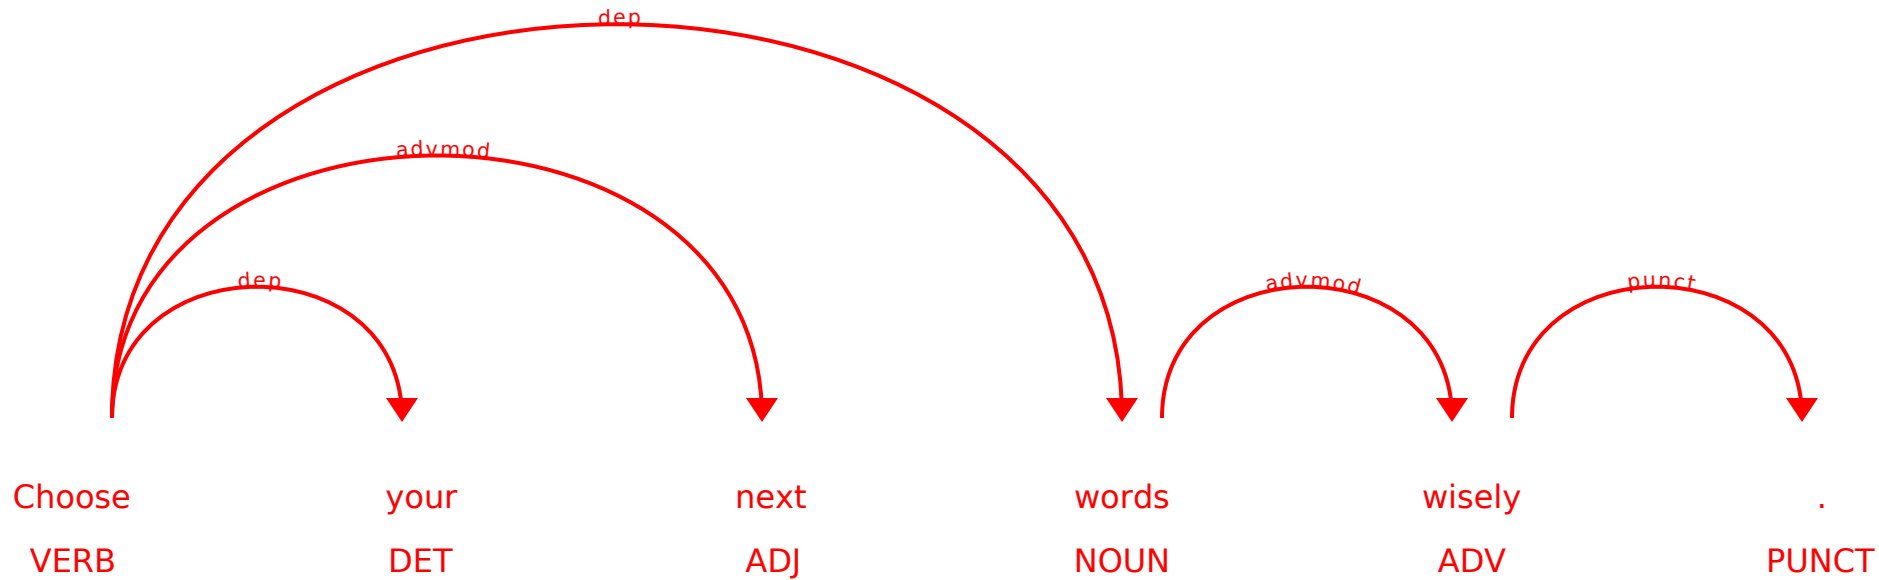 dep
advmod
dep advmod punct
Choose your next words wisely .
VERB DET ADJ NOUN ADV PUNCT